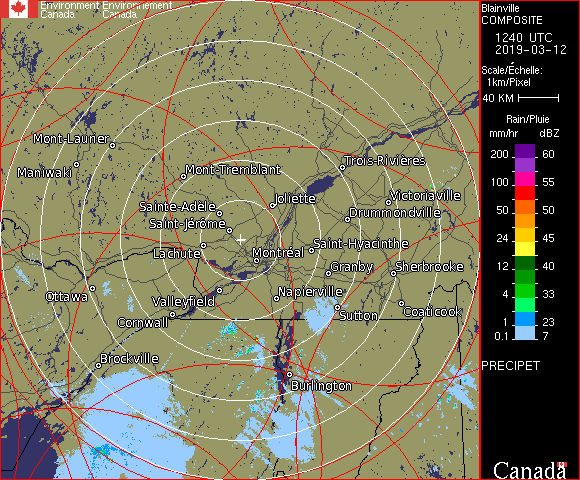 Environment Environnement
Canada Canada
Blainville
COMPOSITE
1240 UTC
2019-03-12
Scale/Échelle:
1km/Pixel
40 KM
Rain/Pluie
mm/hr dBZ
200 60
100 55
50 50
24 45
12 40
4 33
1 23
0.1 7
PRECIPET
Canada
Mont-Laurier
Maniwaki
Mont-Tremblant
Trois-Rivières
Joliette
Victoriaville
Sainte-Adèle
Drummondville
Saint-Jérôme
Lachute
Montréal
Saint-Hyacinthe
Granby
Sherbrooke
Ottawa
Valleyfield
Napierville
Cornwall
Sutton
Coaticook
Brockville
Burlington